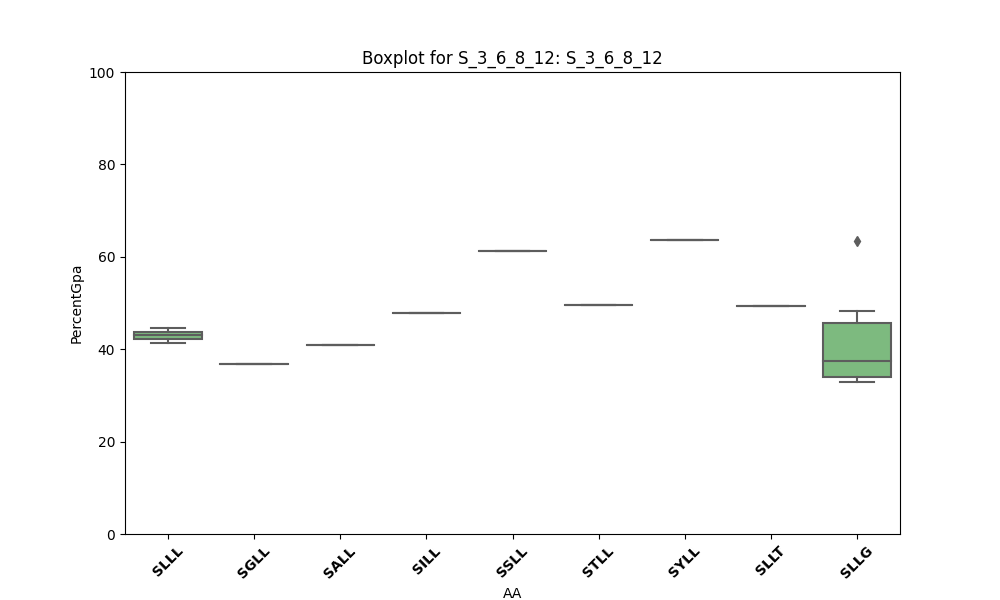 Boxplot for S_3_6_8_12: S_3_6_8_12
100
80
60
40
20
0
PercentGpa
SLLL
SGLL
SALL
SILL
SSLL
STLL
SYLL
SLLT
SLLG
AA